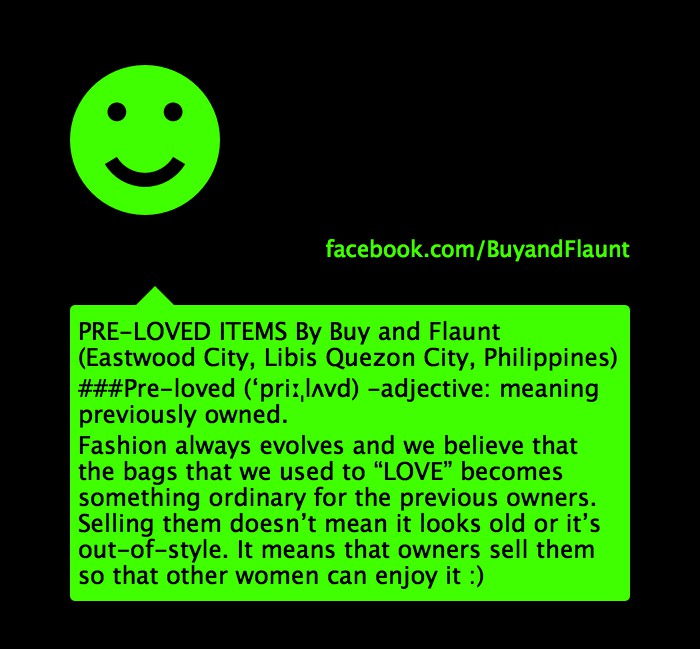 facebook.com/BuyandFlaunt
PRE-LOVED ITEMS By Buy and Flaunt
(Eastwood City, Libis Quezon City, Philippines)
###Pre-loved (‘priːˌlʌvd) -adjective: meaning
previously owned.
Fashion always evolves and we believe that
the bags that we used to “LOVE” becomes
something ordinary for the previous owners.
Selling them doesn’t mean it looks old or it’s
out-of-style. It means that owners sell them
so that other women can enjoy it :)